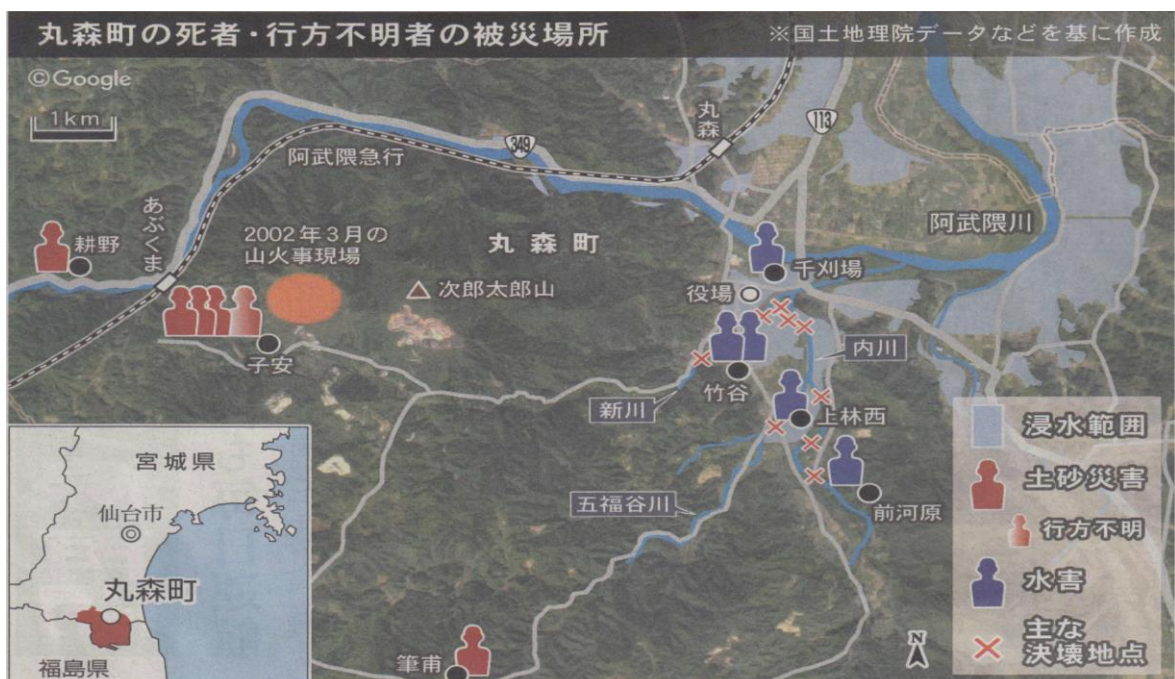 丸森町の死者・行方不明者の被災場所
※国土地理院データなどを基に作成
©Google
1km
丸森
113
349
阿武隈急行
阿武隈川
あぶくま
耕野
2002年3月の
山火事現場
丸森町
次郎太郎山
千刈場
役場
子安
内川
竹谷
新川
上林西
五福谷川
前河原
筆甫
N
浸水範囲
土砂災害
行方不明
水害
主な
決壊地点
宮城県
仙台市
丸森町
福島県